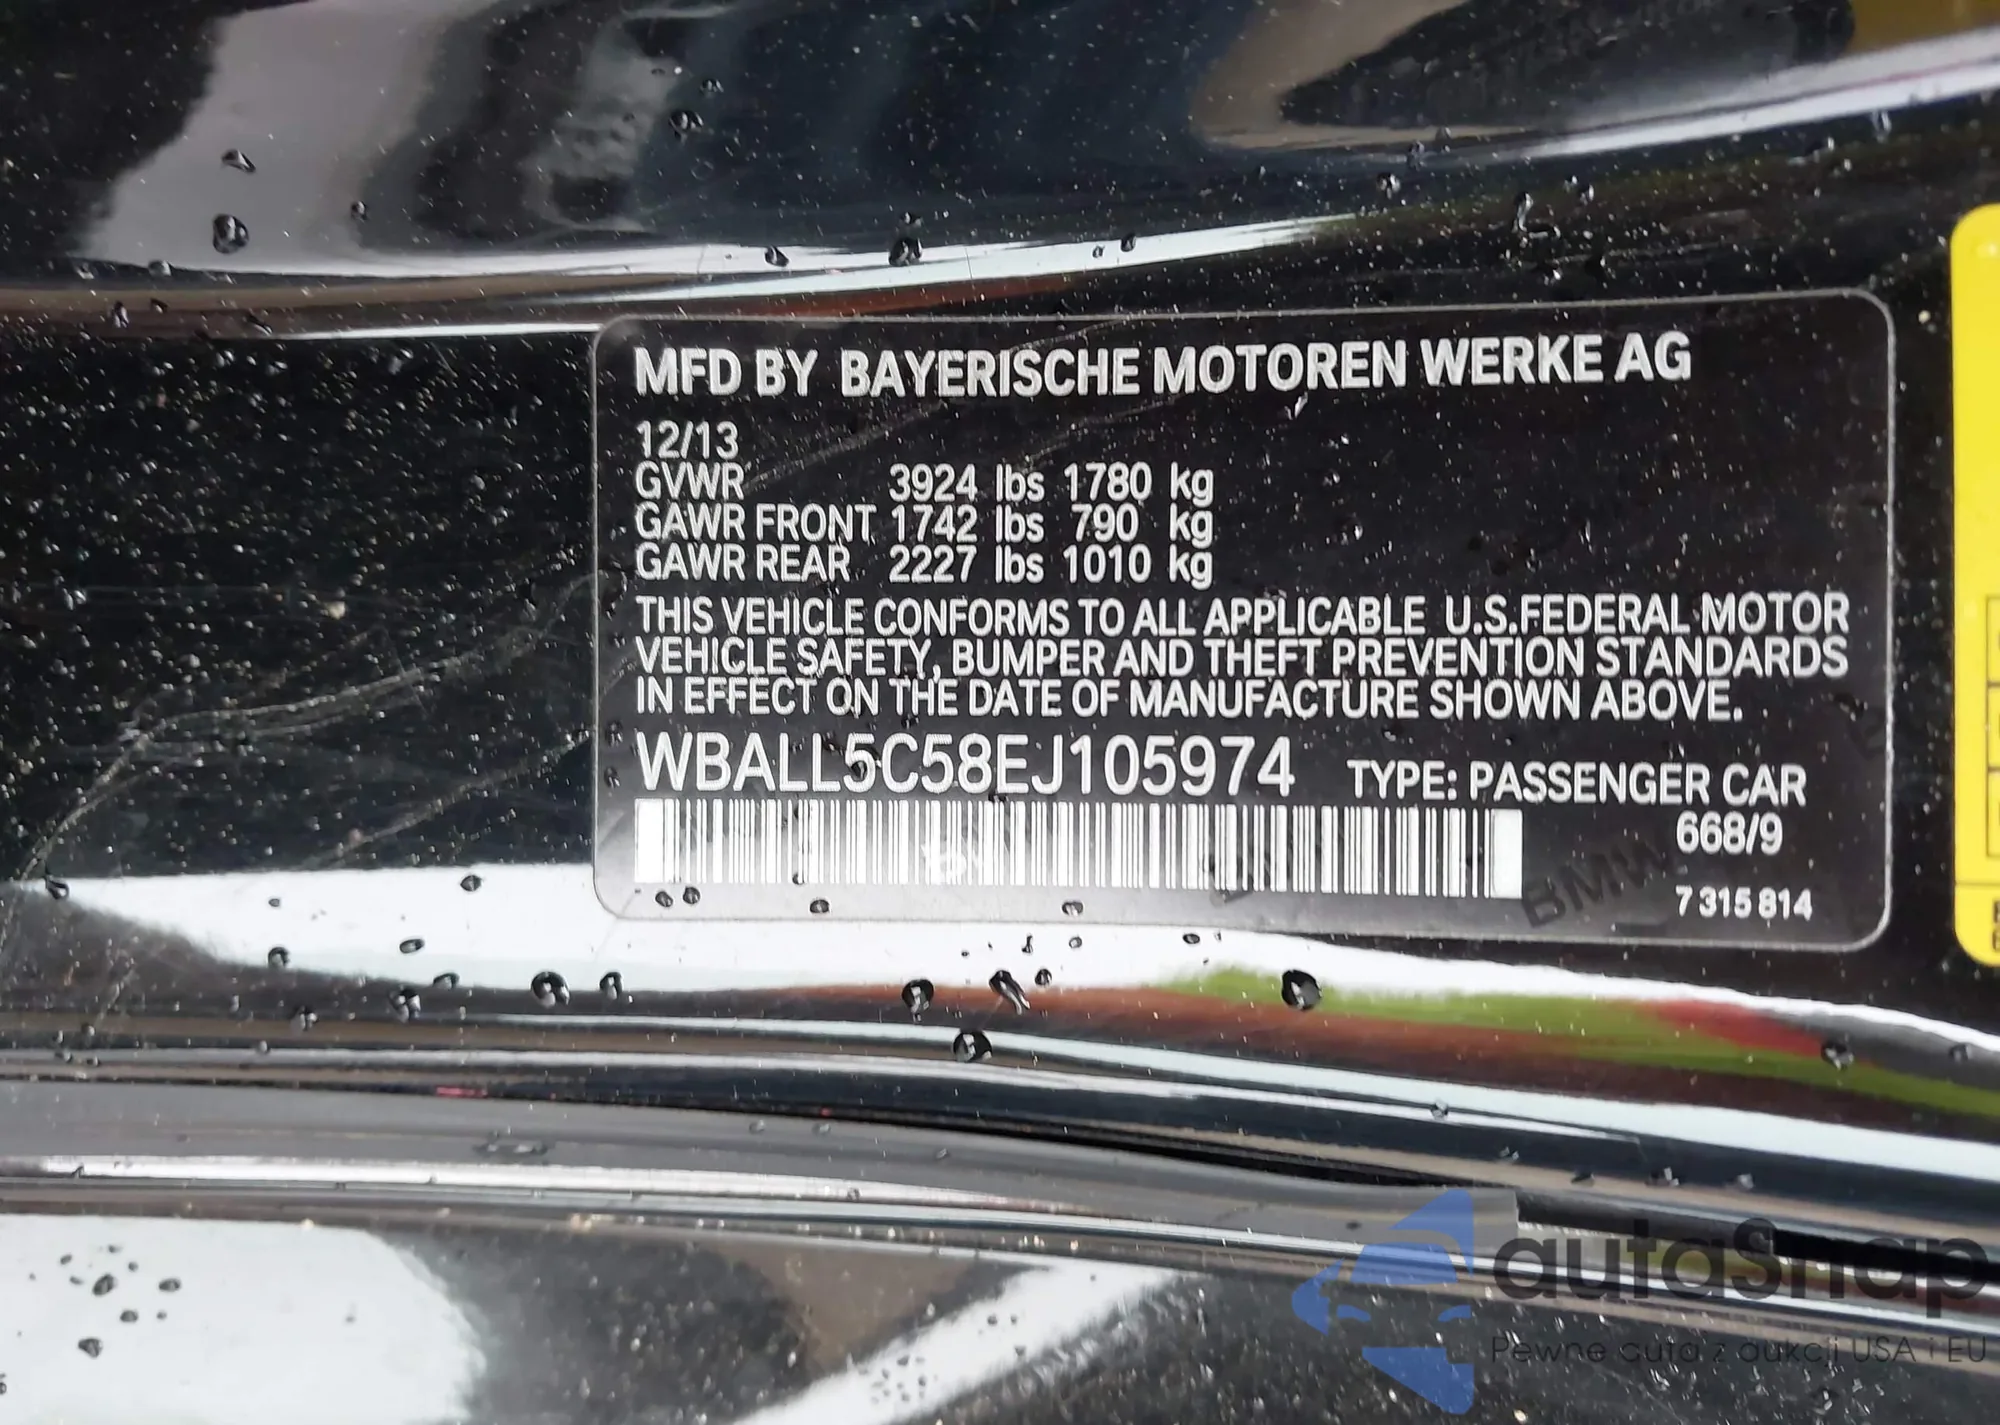 MFD BY BAYERISCHE MOTOREN WERKE AG
12/13
GVWR 3924 lbs 1780 kg
GAWR FRONT 1742 lbs 790 kg
GAWR REAR 2227 lbs 1010 kg
THIS VEHICLE CONFORMS TO ALL APPLICABLE U.S.FEDERAL MOTOR
VEHICLE SAFETY, BUMPER AND THEFT PREVENTION STANDARDS
IN EFFECT ON THE DATE OF MANUFACTURE SHOWN ABOVE.
WBALL5C58EJ105974 TYPE: PASSENGER CAR
668/9
BMW
7 315 814
autaSnap
Pewne auta z aukcji USA i EU